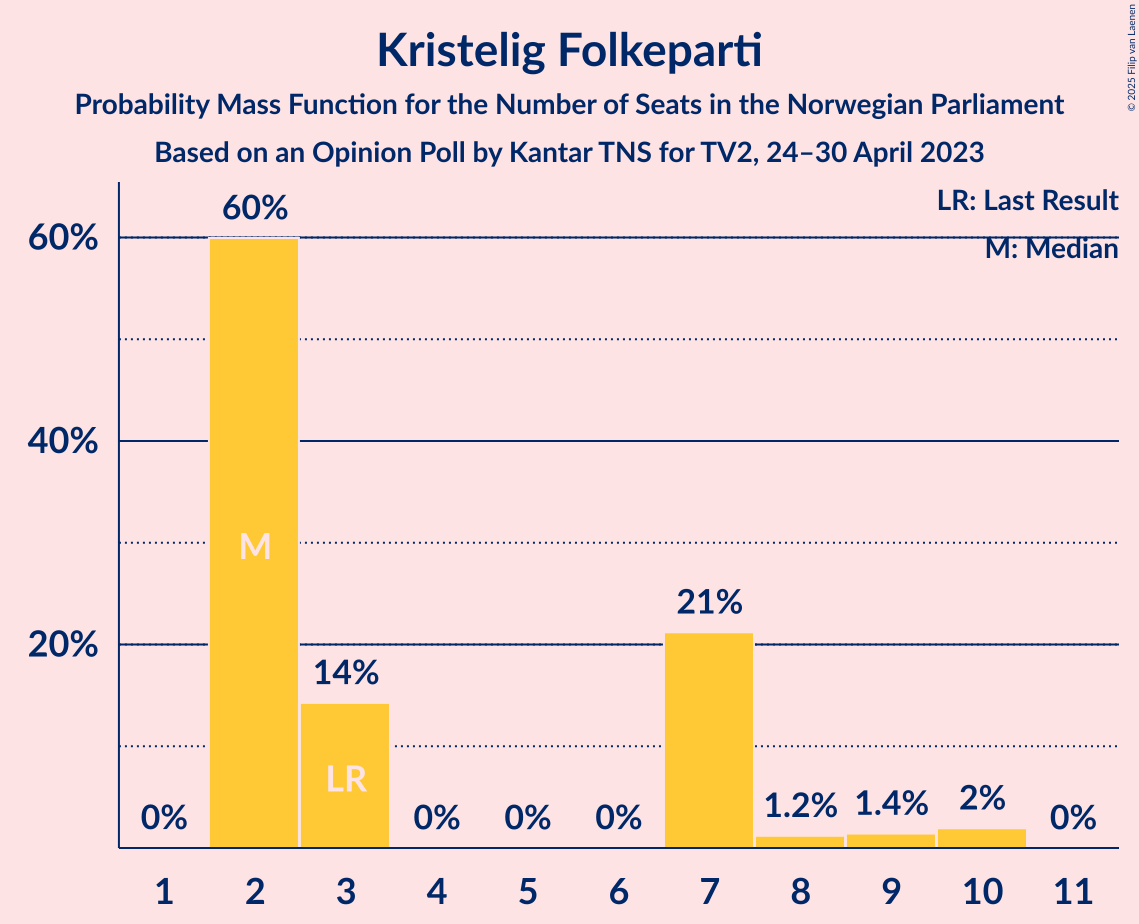 Kristelig Folkeparti
Probability Mass Function for the Number of Seats in the Norwegian Parliament
Based on an Opinion Poll by Kantar TNS for TV2, 24–30 April 2023
© 2025 Filip van Laenen
LR: Last Result
M: Median
60%
40%
20%
0%
60%
14%
0%
0%
0%
21%
1.2%
1.4%
2%
0%
M
LR
1 2 3 4 5 6 7 8 9 10 11